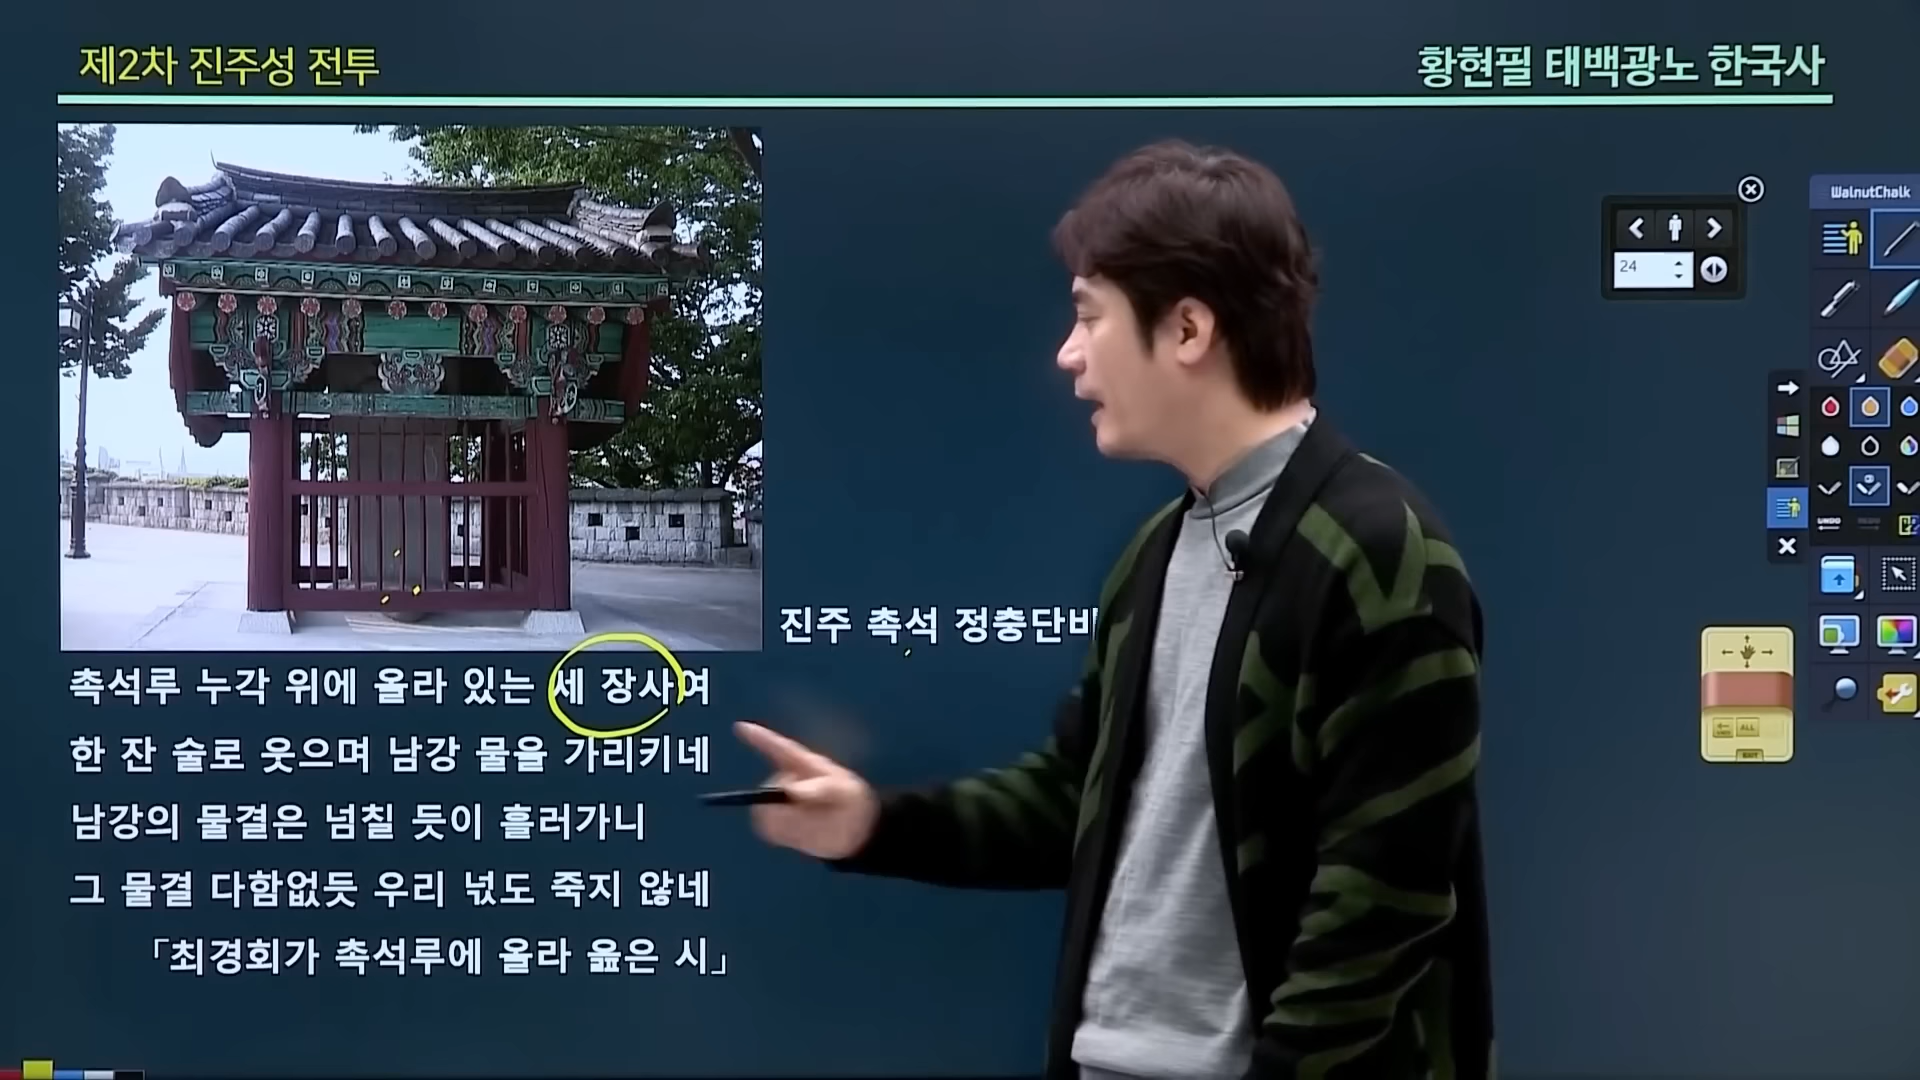 제2차 진주성 전투
황현필 태백광노 한국사
WalnutChalk
24
UNDO
REDO
진주 촉석 정충단비
촉석루 누각 위에 올라 있는 세 장사여
한 잔 술로 웃으며 남강 물을 가리키네
남강의 물결은 넘칠 듯이 흘러가니
그 물결 다함없듯 우리 넋도 죽지 않네
「최경회가 촉석루에 올라 읊은 시」
ALL
EXIT